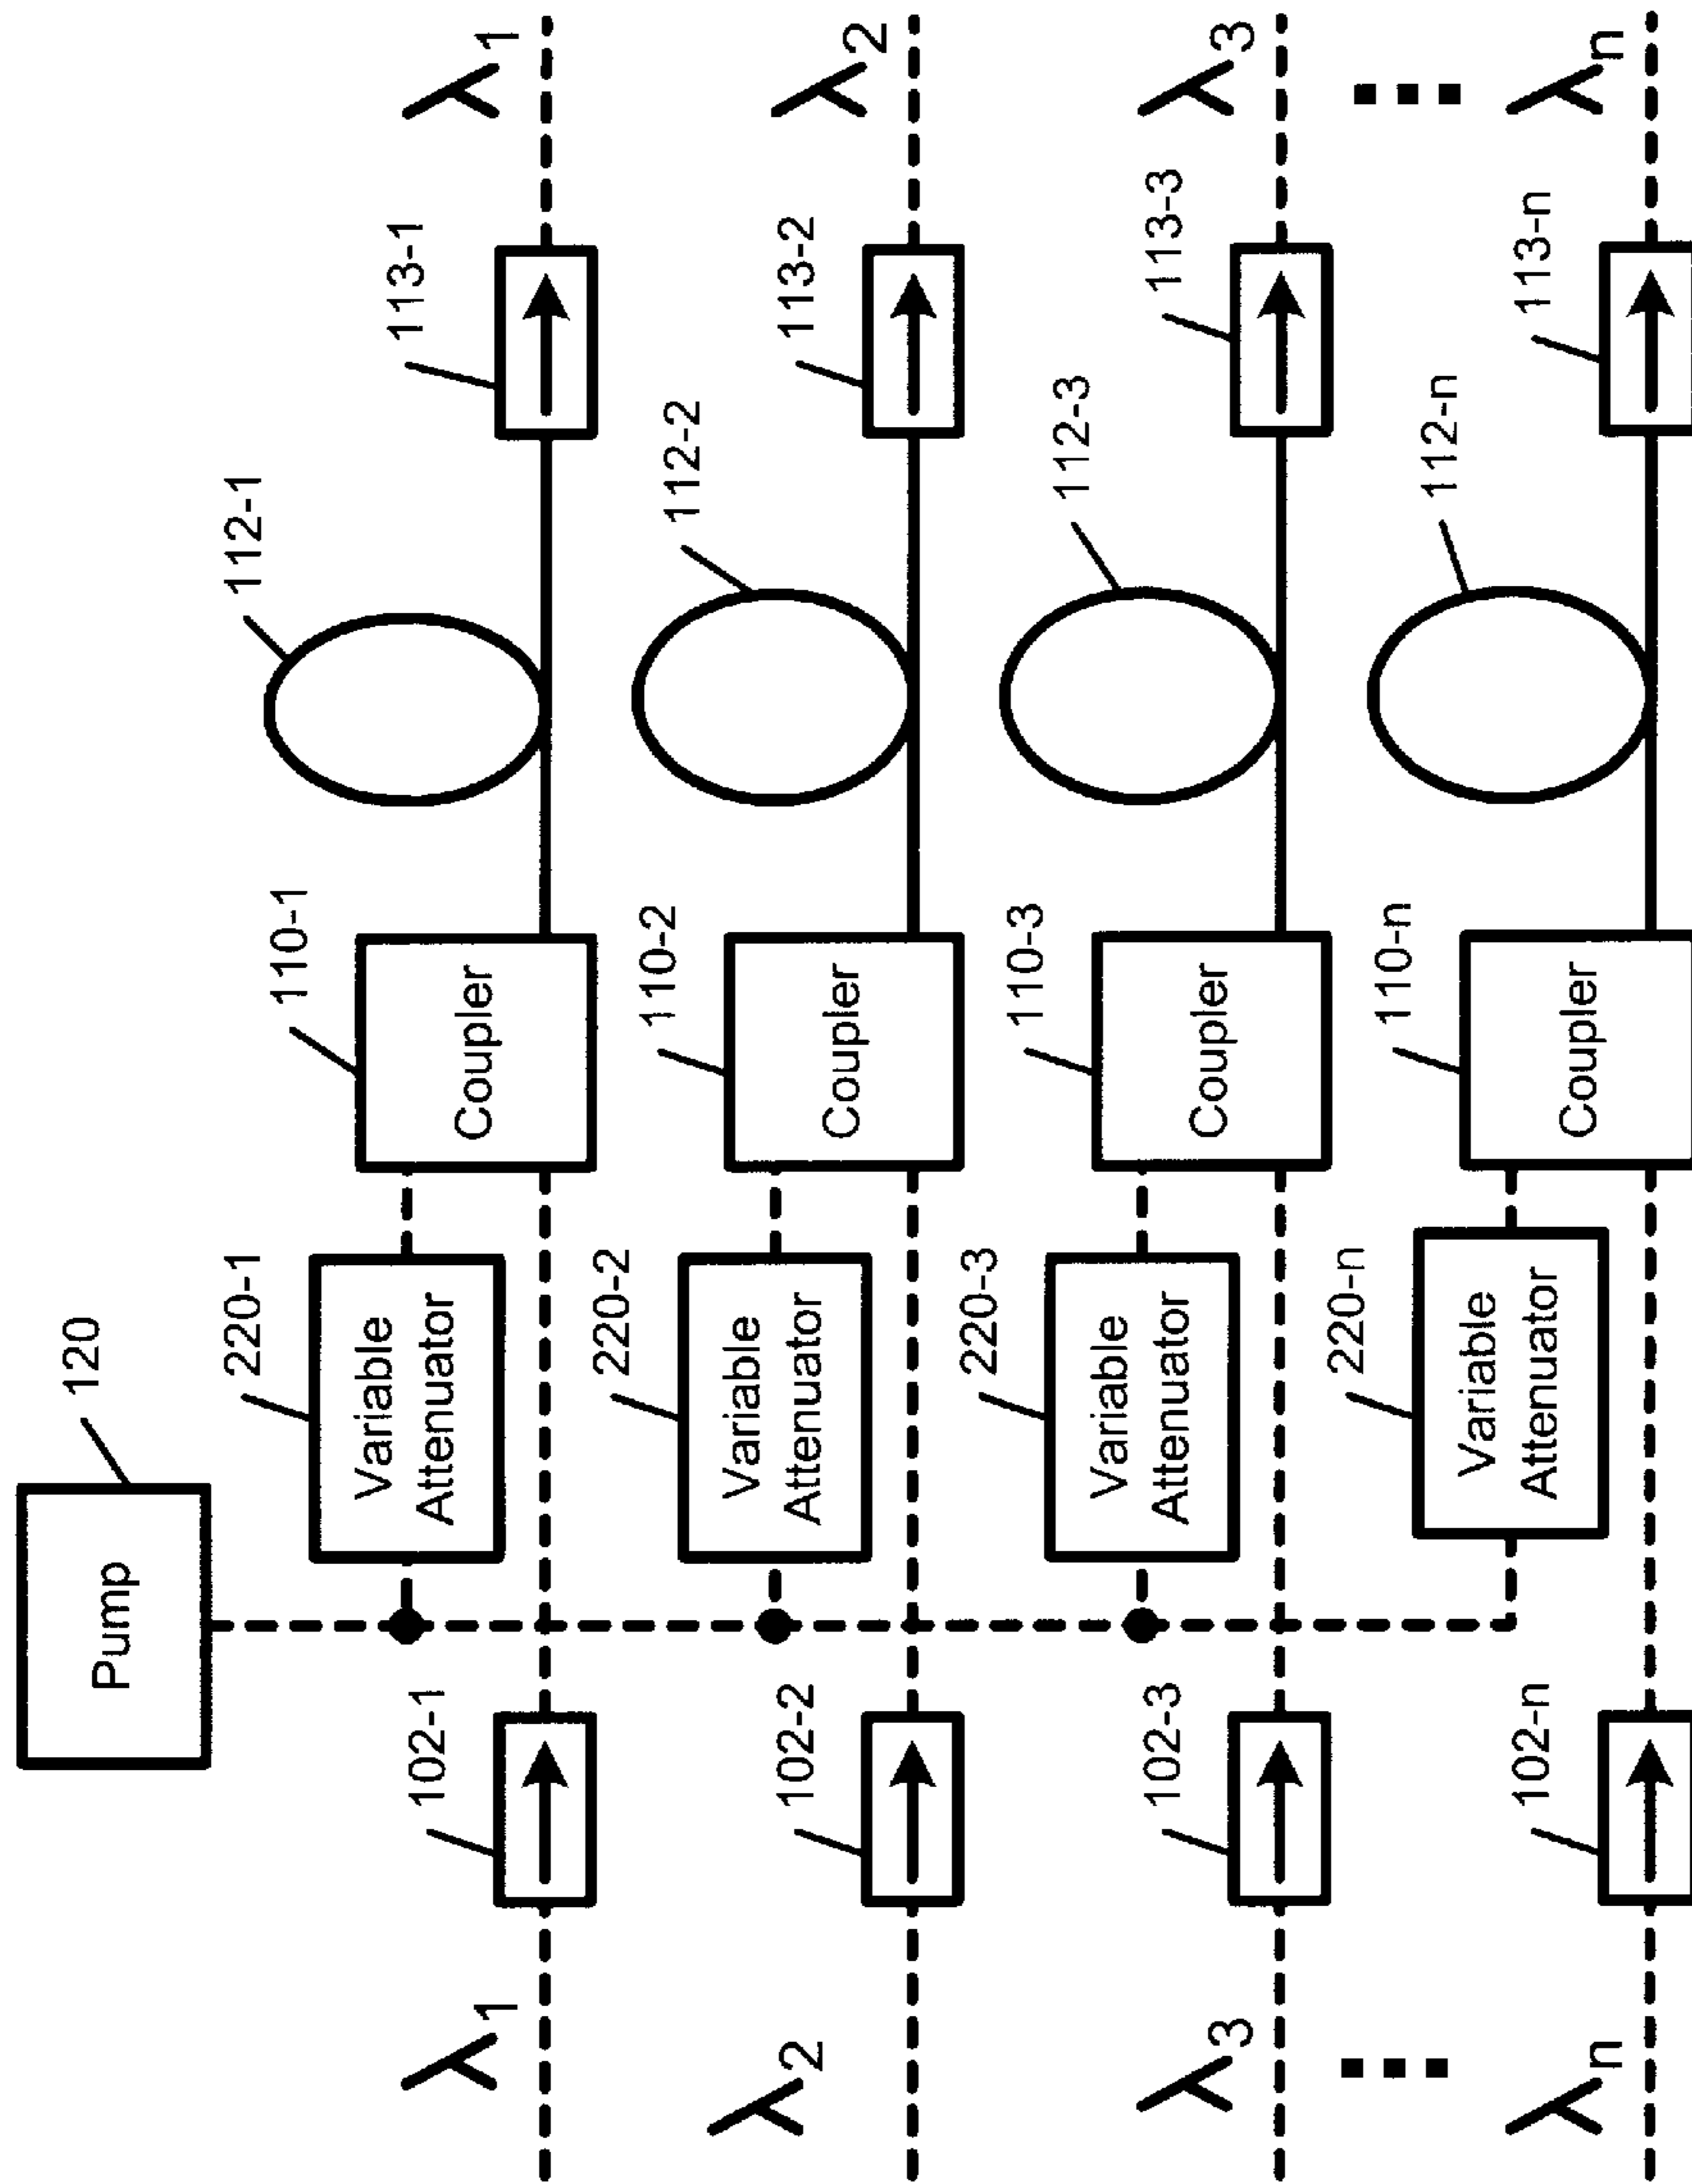 Pump
120
λ1
102-1
220-1
Variable
Attenuator
110-1
Coupler
112-1
113-1
λ1
λ2
102-2
220-2
Variable
Attenuator
110-2
Coupler
112-2
113-2
λ2
λ3
102-3
220-3
Variable
Attenuator
110-3
Coupler
112-3
113-3
λ3
λn
102-n
220-n
Variable
Attenuator
110-n
Coupler
112-n
113-n
λn